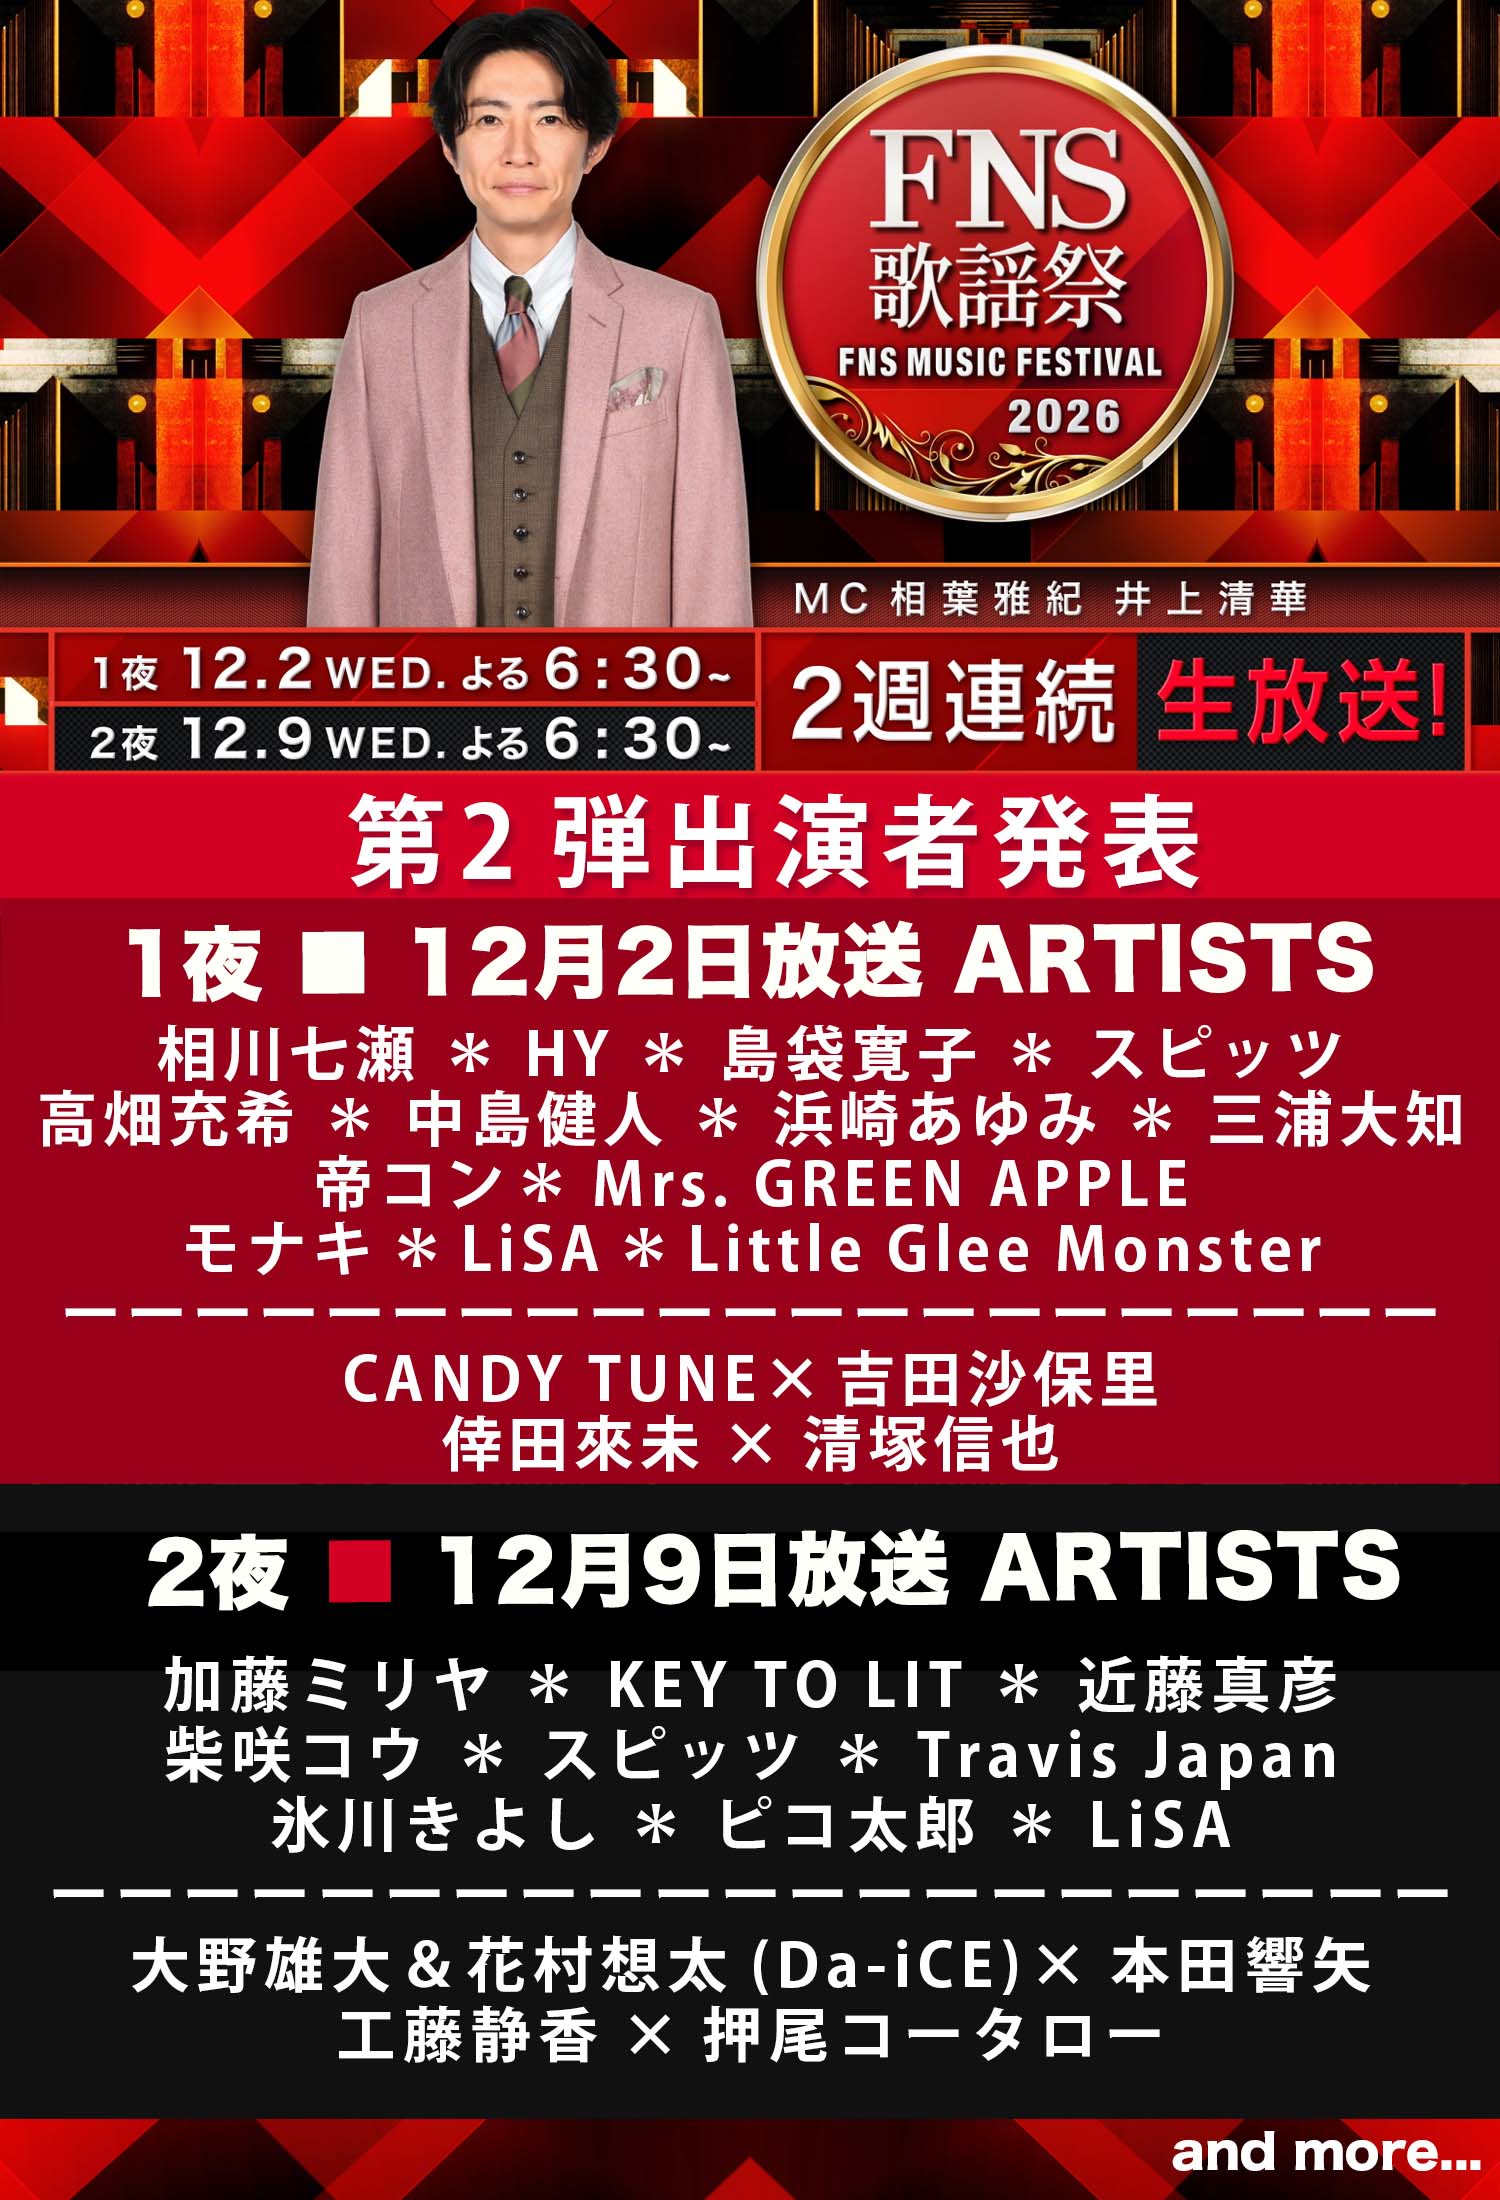 FNS
歌謡祭
FNS MUSIC FESTIVAL
2026
MC 相葉雅紀 井上清華
1夜 12.2 WED. よる 6:30~
2夜 12.9 WED. よる 6:30~
2週連続 生放送!
第2弾出演者発表
1夜 ■ 12月2日放送 ARTISTS
相川七瀬 * HY * 島袋寛子 * スピッツ
高畑充希 * 中島健人 * 浜崎あゆみ * 三浦大知
帝コン * Mrs. GREEN APPLE
モナキ * LiSA * Little Glee Monster
CANDY TUNE × 吉田沙保里
倖田來未 × 清塚信也
2夜 ■ 12月9日放送 ARTISTS
加藤ミリヤ * KEY TO LIT * 近藤真彦
柴咲コウ * スピッツ * Travis Japan
氷川きよし * ピコ太郎 * LiSA
大野雄大&花村想太 (Da-iCE) × 本田響矢
工藤静香 × 押尾コータロー
and more...